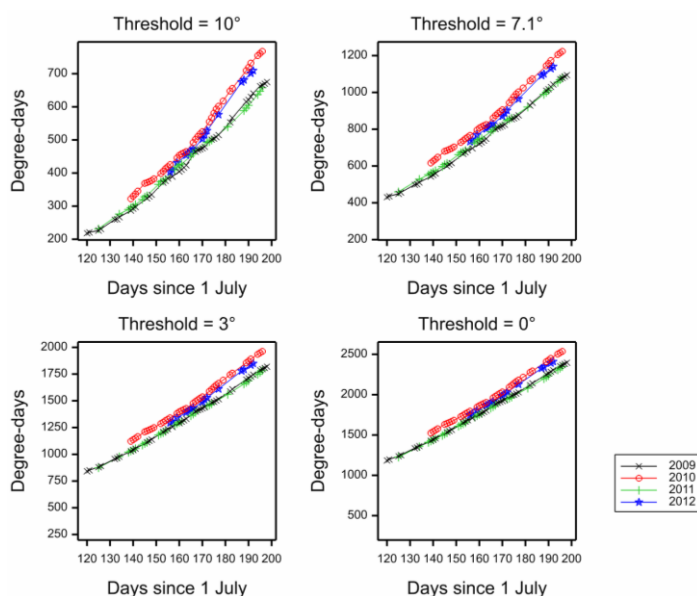 Threshold = 10°
Degree-days
700
600
500
400
300
200
120 130 140 150 160 170 180 190 200
Days since 1 July
Threshold = 7.1°
Degree-days
1200
1000
800
600
400
200
120 130 140 150 160 170 180 190 200
Days since 1 July
Threshold = 3°
Degree-days
2000
1750
1500
1250
1000
750
500
250
120 130 140 150 160 170 180 190 200
Days since 1 July
Threshold = 0°
Degree-days
2500
2000
1500
1000
500
120 130 140 150 160 170 180 190 200
Days since 1 July
2009
2010
2011
2012